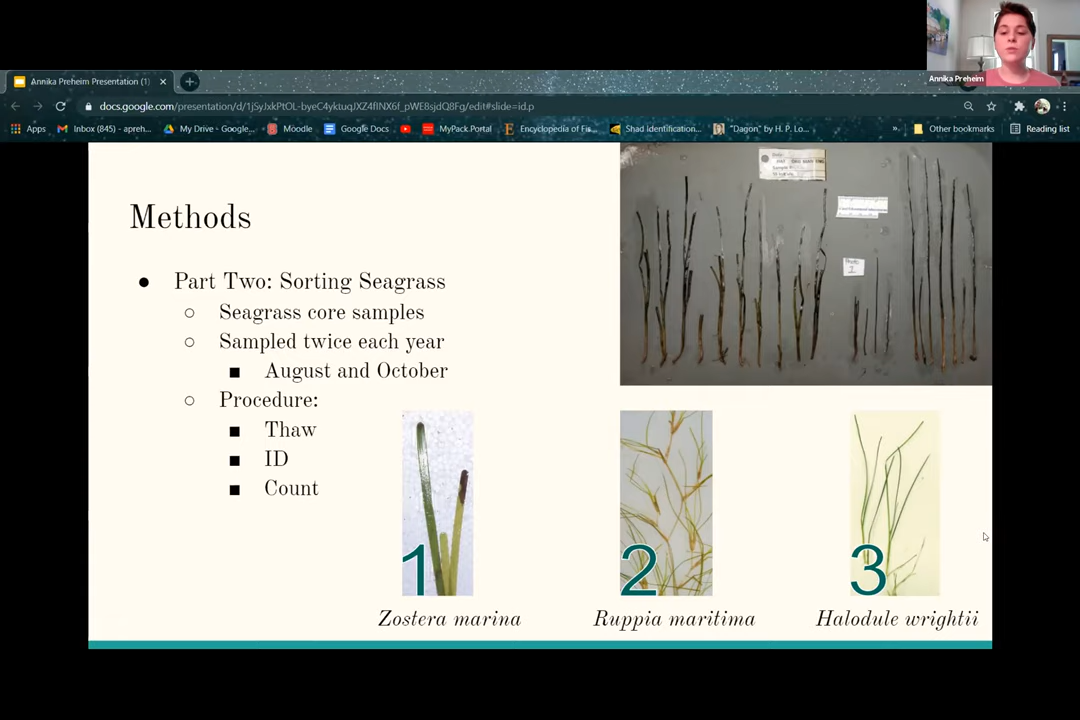 Annika Preheim
Annika Preheim Presentation (1)
docs.google.com/presentation/d/1jSyJxkPtOL-byeC4yktuqJXZ4flNX6f_pWE8sjdQ8Fg/edit#slide=id.p
Apps Inbox (845) - apreh... My Drive - Google... Moodle Google Docs MyPack Portal Encyclopedia of Fis... Shad identification... "Dagon" by H. P. Lo... » Other bookmarks Reading list
Methods
● Part Two: Sorting Seagrass
○ Seagrass core samples
○ Sampled twice each year
■ August and October
○ Procedure:
■ Thaw
■ ID
■ Count
1
2
3
Zostera marina
Ruppia maritima
Halodule wrightii